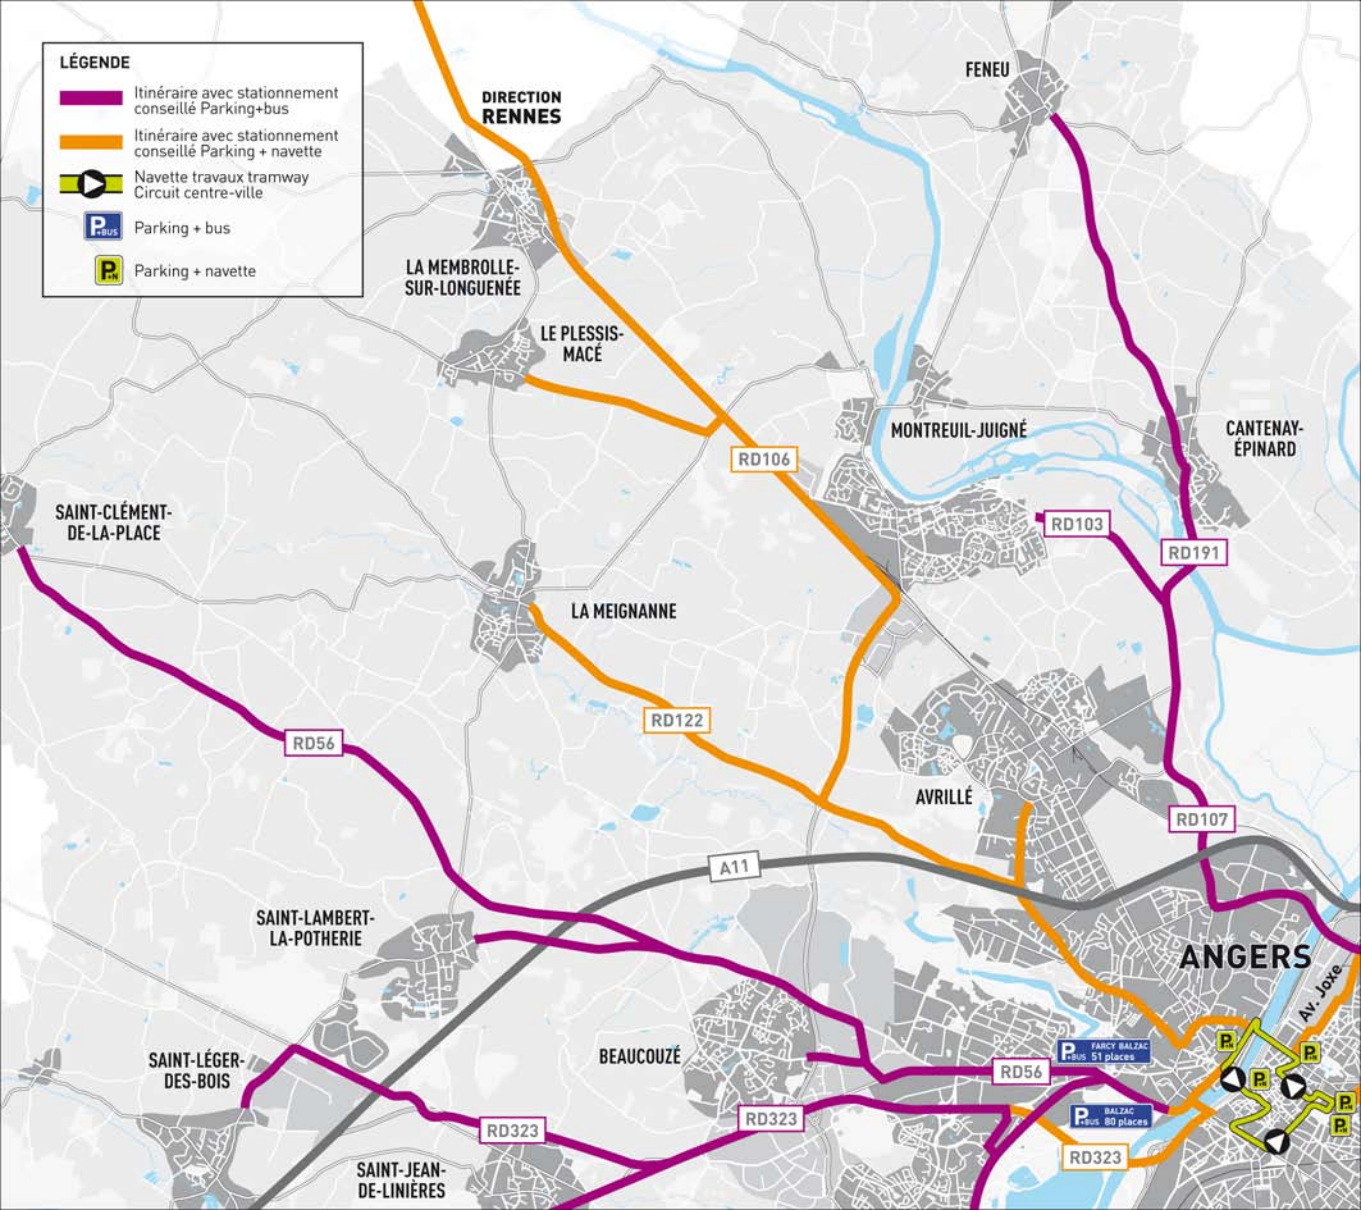 LÉGENDE
Itinéraire avec stationnement
conseillé Parking+bus
Itinéraire avec stationnement
conseillé Parking + navette
Navette travaux tramway
Circuit centre-ville
P+BUS
Parking + bus
P+N
Parking + navette
DIRECTION
RENNES
FENEU
LA MEMBROLLE-
SUR-LONGUENÉE
LE PLESSIS-
MACÉ
MONTREUIL-JUIGNÉ
CANTENAY-
ÉPINARD
RD106
SAINT-CLÉMENT-
DE-LA-PLACE
RD103
RD191
LA MEIGNANNE
RD122
RD56
AVRILLÉ
RD107
A11
SAINT-LAMBERT-
LA-POTHERIE
ANGERS
Av. Joxe
SAINT-LÉGER-
DES-BOIS
BEAUCOUZÉ
P+BUS
FARCY BALZAC
51 places
RD56
P+N
P+N
P+N
P+N
P+N
P+BUS
BALZAC
80 places
RD323
RD323
RD323
SAINT-JEAN-
DE-LINIÈRES